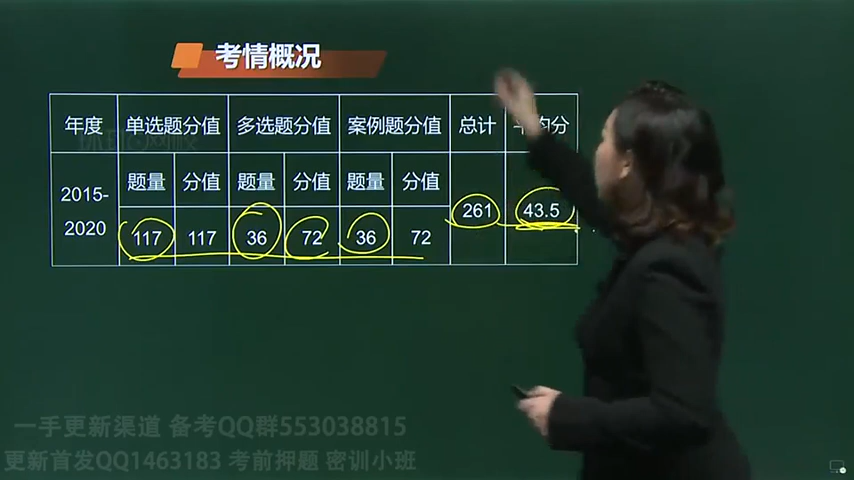 考情概况
年度 单选题分值 多选题分值 案例题分值 总计 均分
2015-2020 题量 分值 题量 分值 题量 分值 261 43.5
117 117 36 72 36 72
一手更新渠道 备考QQ群553038815
更新首发QQ1463183 考前押题 密训小班